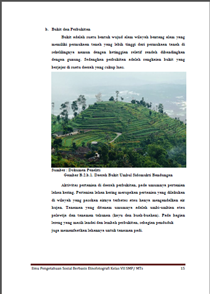 b. Bukit dan Perbukitan
Bukit adalah suatu bentuk wujud alam wilayah bentang alam yang
memiliki permukaan tanah yang lebih tinggi dari permukaan tanah di
sekelilingnya namun dengan ketinggian relatif rendah dibandingkan
dengan gunung. Sedangkan perbukitan adalah rangkaian bukit yang
berjajar di suatu daerah yang cukup luas.
Sumber : Dokumen Peneliti
Gambar B.2.b.1. Daerah Bukit Umbul Sidomukti Bandungan
Aktivitas pertanian di daerah perbukitan, pada umumnya pertanian
lahan kering. Pertanian lahan kering merupakan pertanian yang dilakukan
di wilayah yang pasokan airnya terbatas atau hanya mengandalkan air
hujan. Tanaman yang ditanam umumnya adalah umbi-umbian atau
palawija dan tanaman tahunan (kayu dan buah-buahan). Pada bagian
lereng yang masih landai dan lembah perbukitan, sebagian penduduk
juga memanfaatkan lahannya untuk tanaman padi.
Ilmu Pengetahuan Sosial Berbasis Etnofotografi Kelas VII SMP/ MTs
15